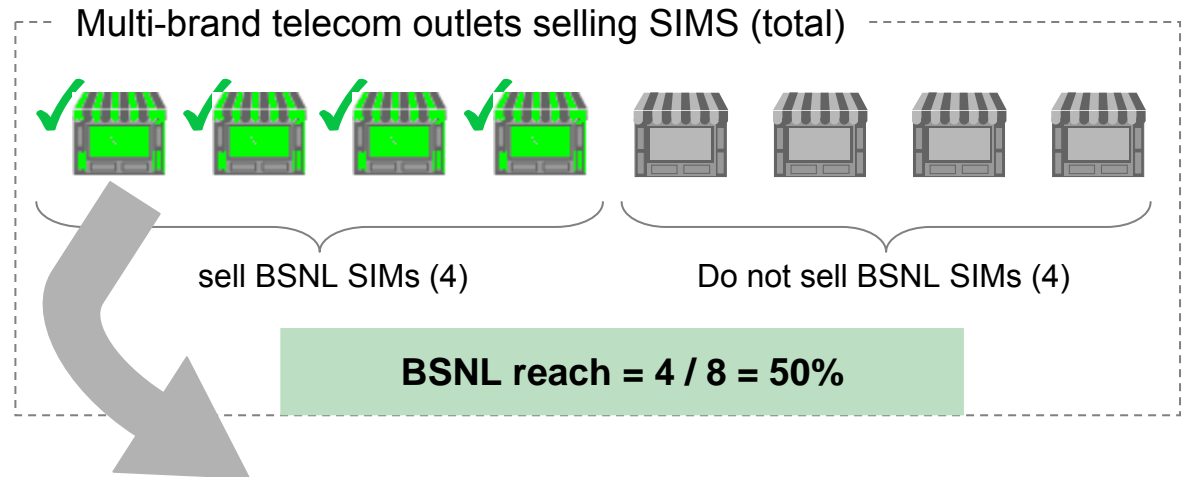 Multi-brand telecom outlets selling SIMS (total)
sell BSNL SIMs (4)
Do not sell BSNL SIMs (4)
BSNL reach = 4 / 8 = 50%